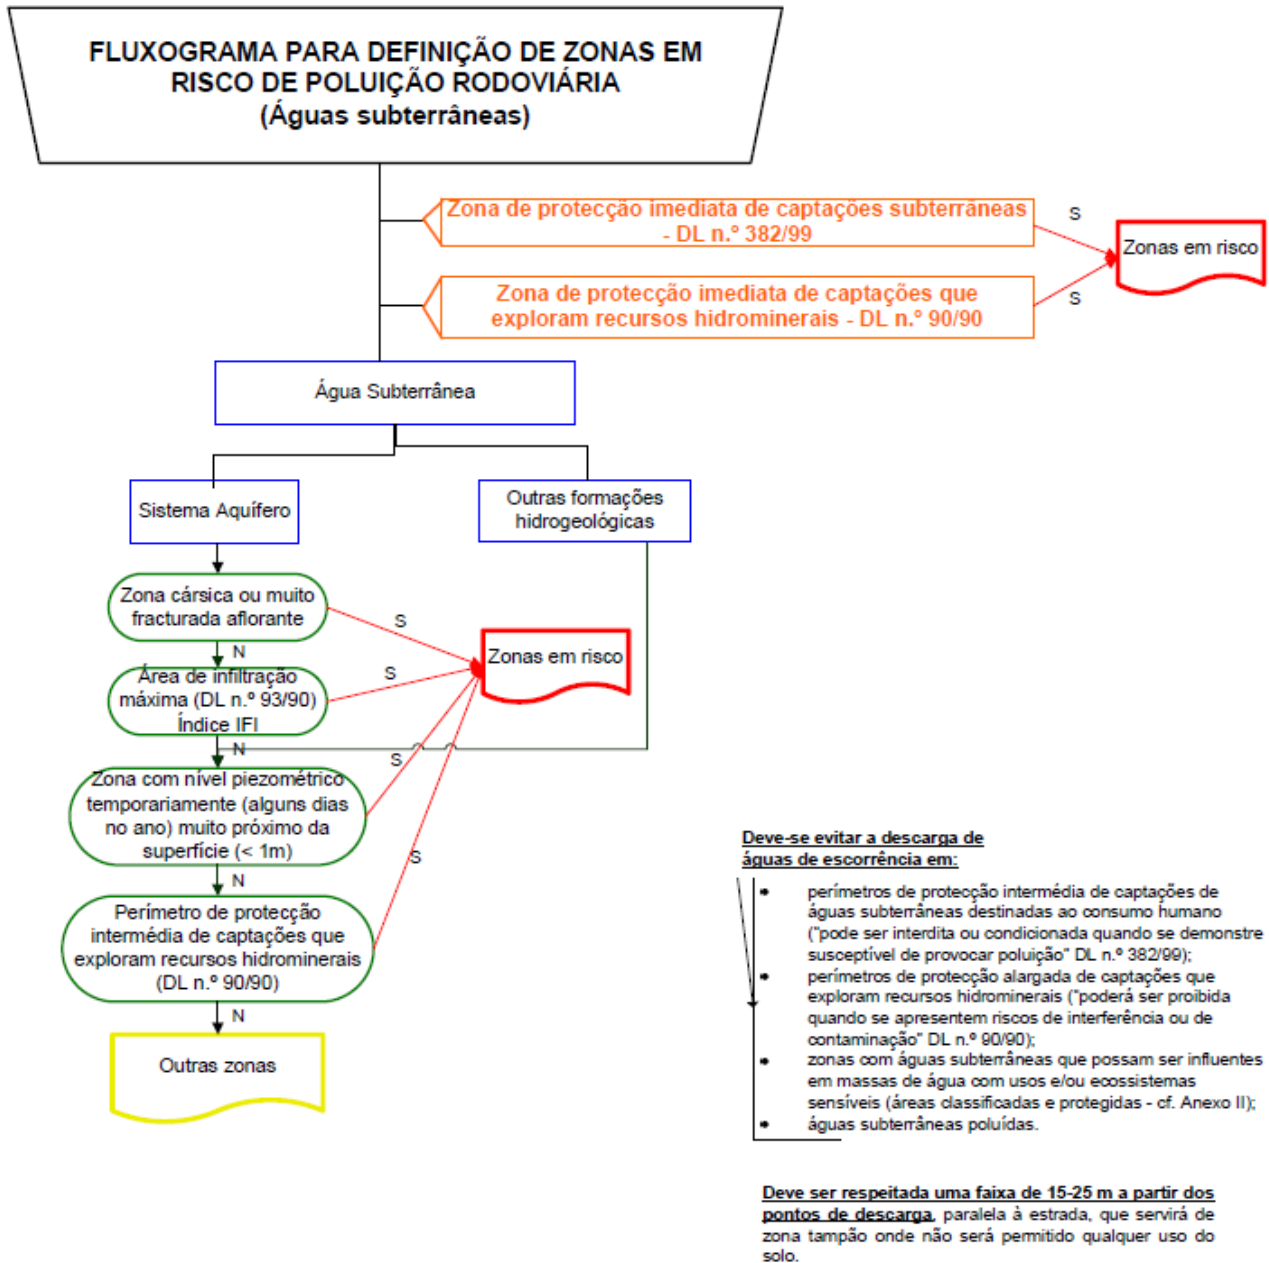 FLUXOGRAMA PARA DEFINIÇÃO DE ZONAS EM
RISCO DE POLUIÇÃO RODOVIÁRIA
(Águas subterrâneas)
Zona de protecção imediata de captações subterrâneas
- DL n.º 382/99
S
Zonas em risco
Zona de protecção imediata de captações que
exploram recursos hidrominerais - DL n.º 90/90
S
Água Subterrânea
Sistema Aquífero
Outras formações
hidrogeológicas
Zona cársica ou muito
fracturada aflorante
S
N
Zonas em risco
Área de infiltração
máxima (DL n.º 93/90)
Índice IFI
S
N
Zona com nível piezométrico
temporariamente (alguns dias
no ano) muito próximo da
superfície (< 1m)
S
N
Perímetro de protecção
intermédia de captações que
exploram recursos hidrominerais
(DL n.º 90/90)
S
N
Outras zonas
Deve-se evitar a descarga de
águas de escorrência em:
• perímetros de protecção intermédia de captações de
águas subterrâneas destinadas ao consumo humano
("pode ser interdita ou condicionada quando se demonstre
susceptível de provocar poluição" DL n.º 382/99);
• perímetros de protecção alargada de captações que
exploram recursos hidrominerais ("poderá ser proibida
quando se apresentem riscos de interferência ou de
contaminação" DL n.º 90/90);
• zonas com águas subterrâneas que possam ser influentes
em massas de água com usos e/ou ecossistemas
sensíveis (áreas classificadas e protegidas - cf. Anexo II);
• águas subterrâneas poluídas.
Deve ser respeitada uma faixa de 15-25 m a partir dos
pontos de descarga, paralela à estrada, que servirá de
zona tampão onde não será permitido qualquer uso do
solo.